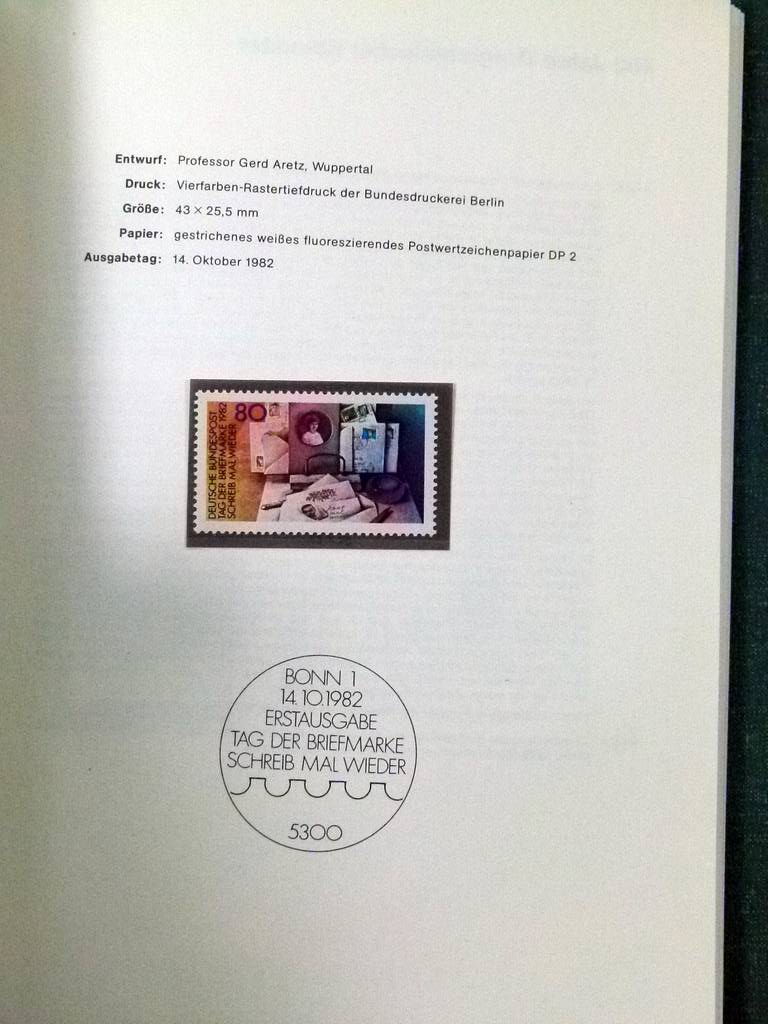 Entwurf: Professor Gerd Aretz, Wuppertal
Druck: Vierfarben-Rastertiefdruck der Bundesdruckerei Berlin
Größe: 43 × 25,5 mm
Papier: gestrichenes weißes fluoreszierendes Postwertzeichenpapier DP 2
Ausgabetag: 14. Oktober 1982
80
DEUTSCHE BUNDESPOST
TAG DER BRIEFMARKE 1982
SCHREIB MAL WIEDER
BONN 1
14.10.1982
ERSTAUSGABE
TAG DER BRIEFMARKE
SCHREIB MAL WIEDER
5300